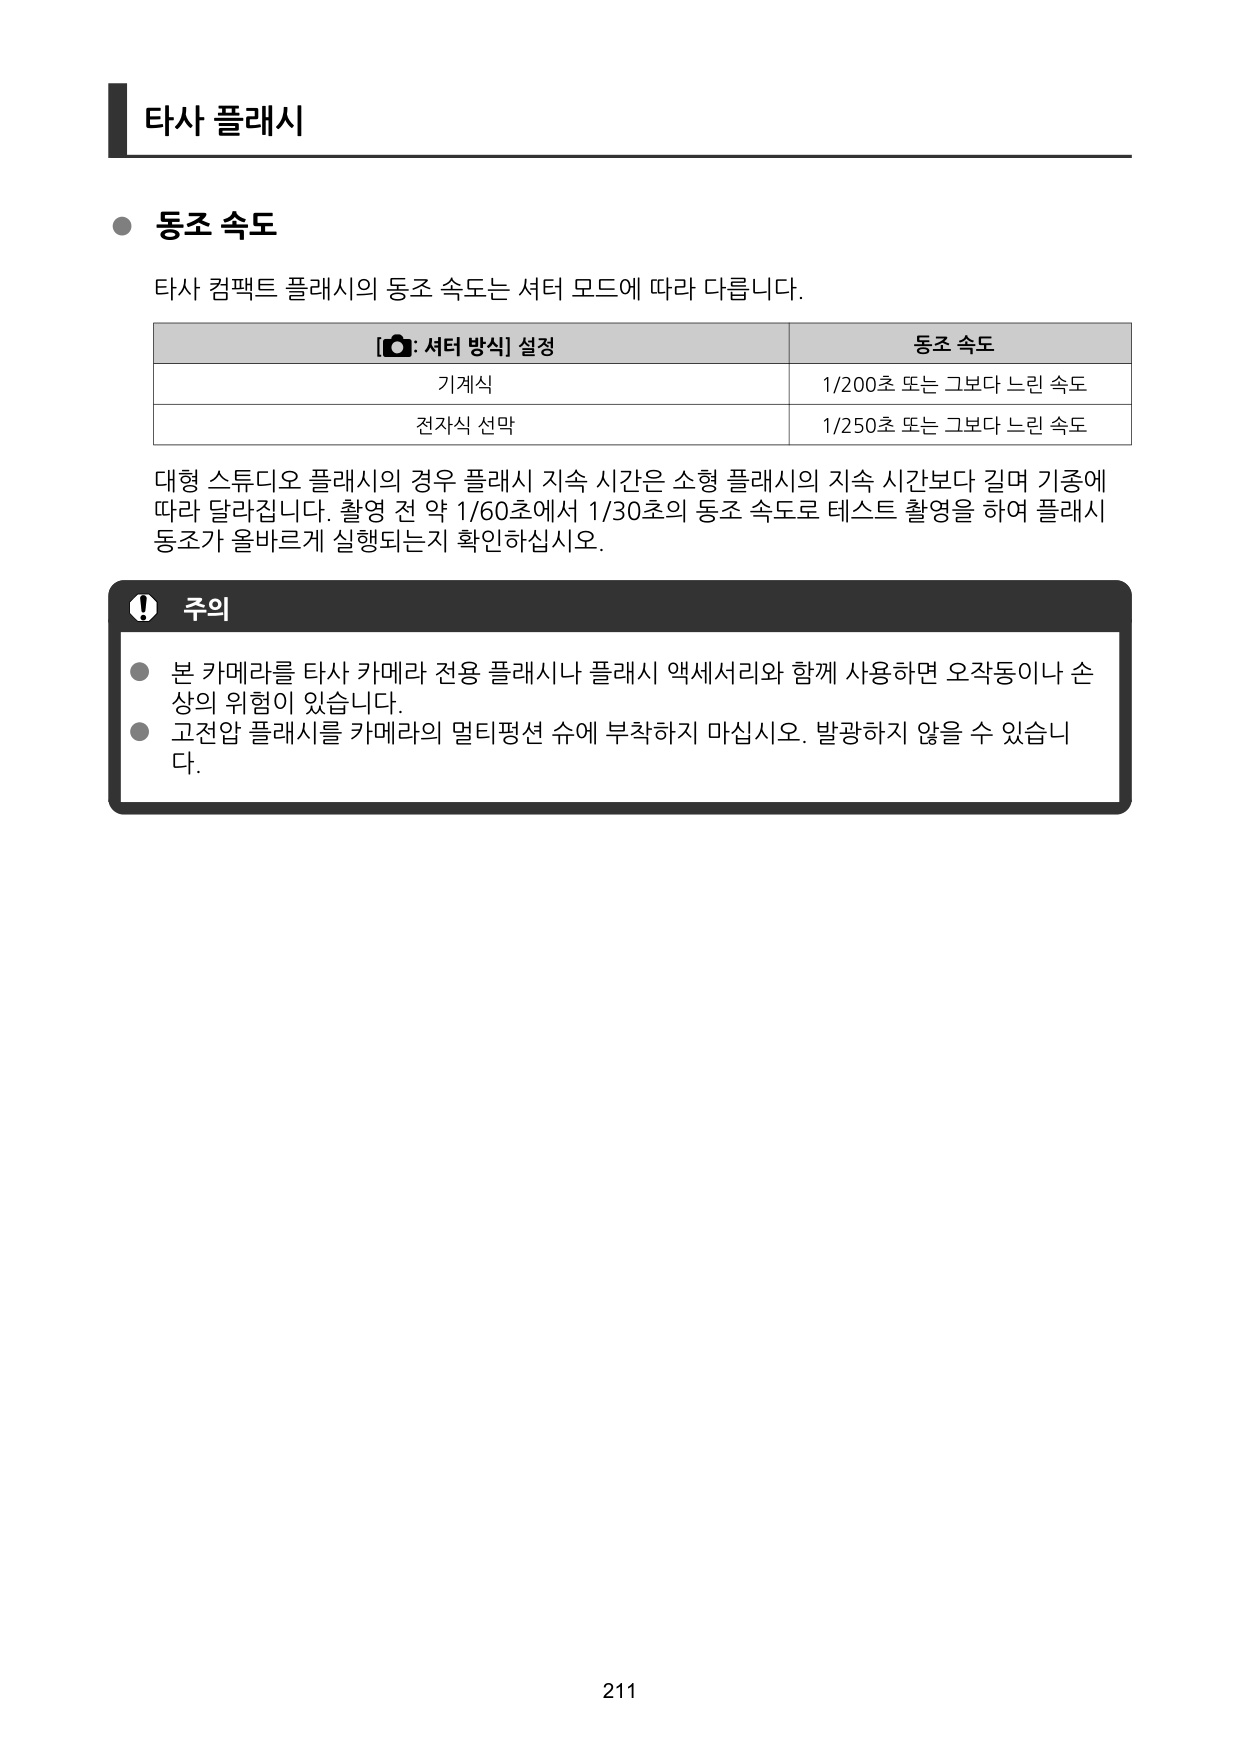 타사 플래시
● 동조 속도
타사 컴팩트 플래시의 동조 속도는 셔터 모드에 따라 다릅니다.
[: 셔터 방식] 설정 동조 속도
기계식 1/200초 또는 그보다 느린 속도
전자식 선막 1/250초 또는 그보다 느린 속도
대형 스튜디오 플래시의 경우 플래시 지속 시간은 소형 플래시의 지속 시간보다 길며 기종에
따라 달라집니다. 촬영 전 약 1/60초에서 1/30초의 동조 속도로 테스트 촬영을 하여 플래시
동조가 올바르게 실행되는지 확인하십시오.
주의
● 본 카메라를 타사 카메라 전용 플래시나 플래시 액세서리와 함께 사용하면 오작동이나 손
상의 위험이 있습니다.
● 고전압 플래시를 카메라의 멀티펑션 슈에 부착하지 마십시오. 발광하지 않을 수 있습니
다.
211